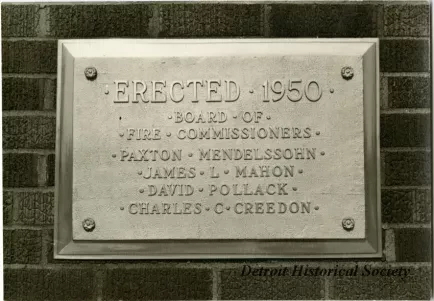 ·ERECTED·1950·
·BOARD·OF·
·FIRE·COMMISSIONERS·
·PAXTON·MENDELSSOHN·
·JAMES·L·MAHON·
·DAVID·POLLACK·
·CHARLES·C·CREEDON·
Detroit Historical Society